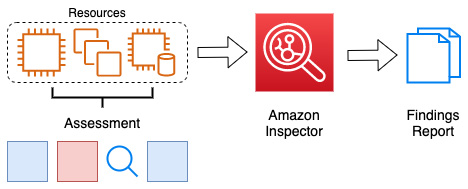 Resources
Assessment
Amazon
Inspector
Findings
Report